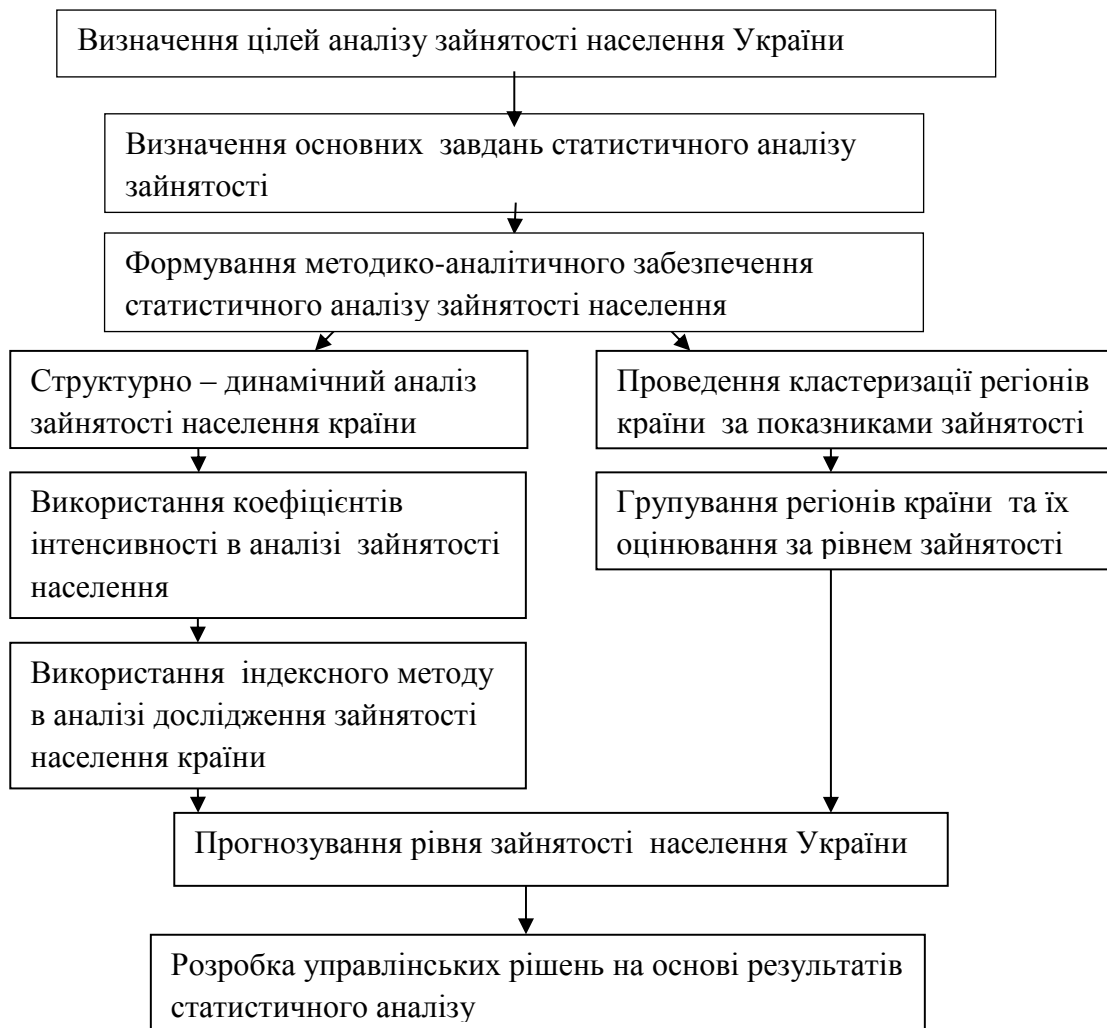 Визначення цілей аналізу зайнятості населення України
Визначення основних завдань статистичного аналізу
зайнятості
Формування методико-аналітичного забезпечення
статистичного аналізу зайнятості населення
Структурно – динамічний аналіз
зайнятості населення країни
Проведення кластеризації регіонів
країни за показниками зайнятості
Використання коефіцієнтів
інтенсивності в аналізі зайнятості
населення
Групування регіонів країни та їх
оцінювання за рівнем зайнятості
Використання індексного методу
в аналізі дослідження зайнятості
населення країни
Прогнозування рівня зайнятості населення України
Розробка управлінських рішень на основі результатів
статистичного аналізу